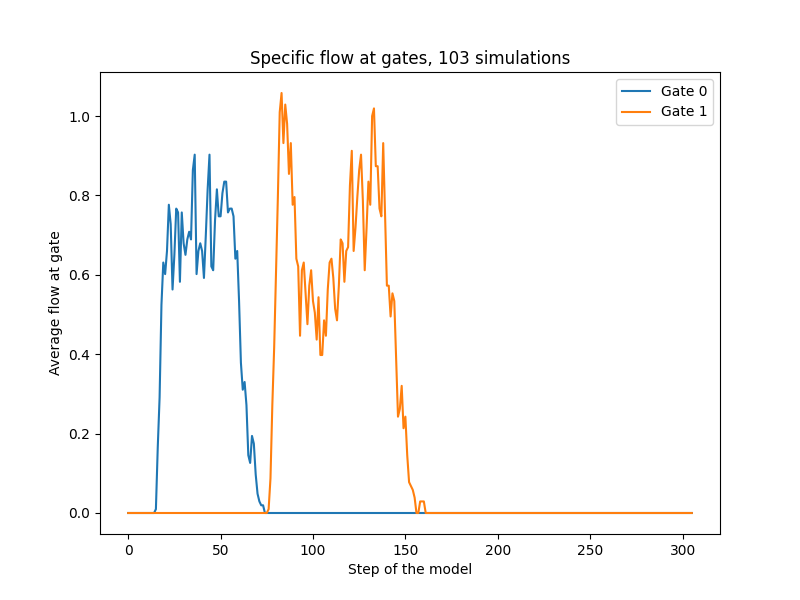 Specific flow at gates, 103 simulations
Gate 0
Gate 1
Average flow at gate
1.0
0.8
0.6
0.4
0.2
0.0
0 50 100 150 200 250 300
Step of the model